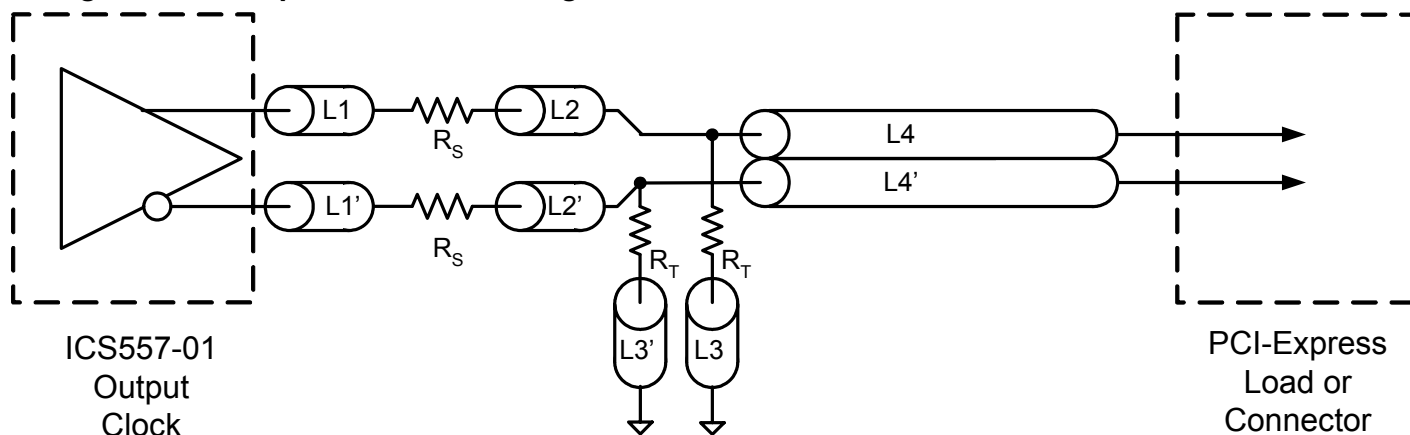 L1
R_S
L2
L4
L1’
R_S
L2’
L4’
R_T
R_T
L3’
L3
ICS557-01
Output
Clock
PCI-Express
Load or
Connector